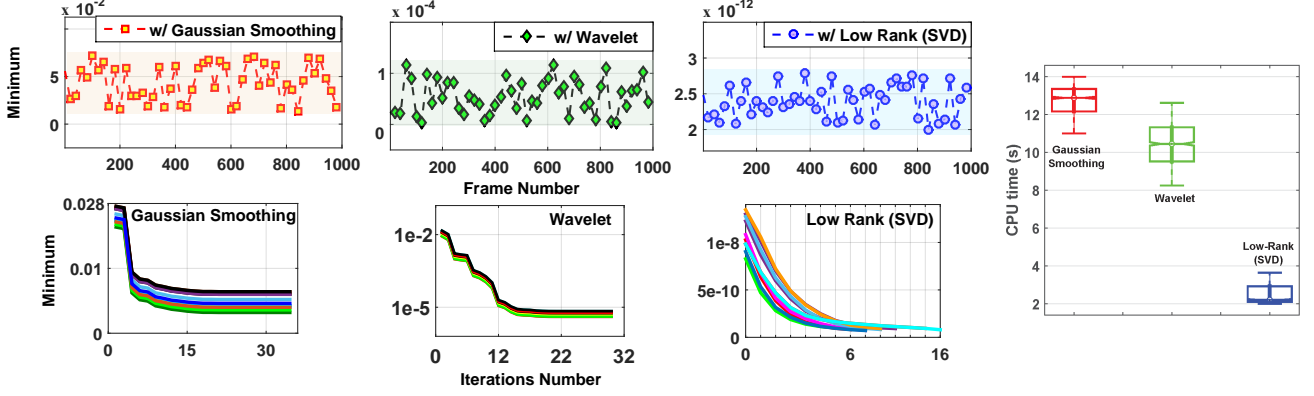 x 10-2
w/ Gaussian Smoothing
Minimum
5
0
200 400 600 800 1000
x 10-4
w/ Wavelet
1
0
200 400 600 800 1000
Frame Number
x 10-12
w/ Low Rank (SVD)
3
2.5
2
200 400 600 800 1000
Gaussian Smoothing
Minimum
0.028
0.01
0
0 15 30
Wavelet
1e-2
1e-5
0 12 22 32
Iterations Number
Low Rank (SVD)
1e-8
5e-10
0
0 6 16
CPU time (s)
14
12
10
8
6
4
2
Gaussian
Smoothing
Wavelet
Low-Rank
(SVD)